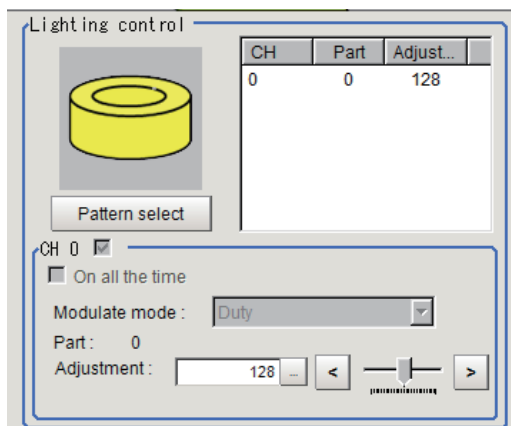 Lighting control
CH Part Adjust...
0 0 128
Pattern select
CH 0
On all the time
Modulate mode : Duty
Part : 0
Adjustment : 128 ... < >